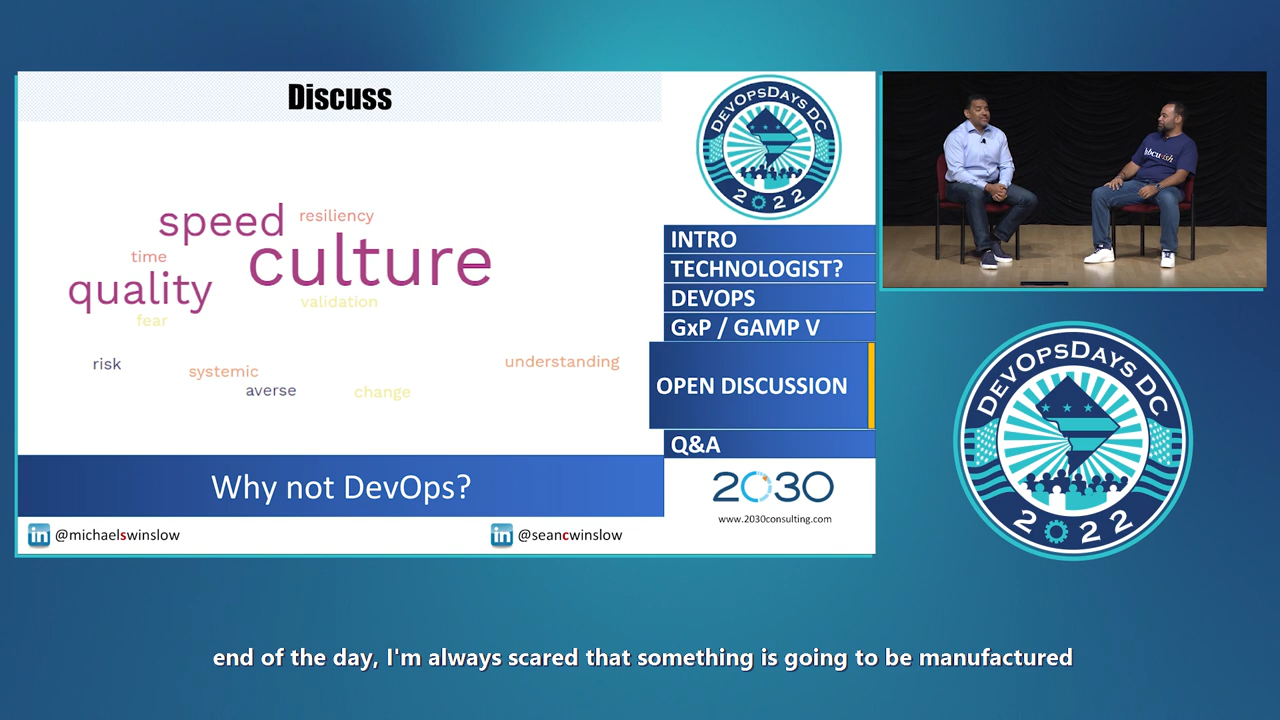 Discuss
speed
resiliency
culture
time
quality
validation
fear
risk
systemic
understanding
averse
change
Why not DevOps?
@michaelswinslow
@seancwinslow
DEVOPSDAYS DC
2022
INTRO
TECHNOLOGIST?
DEVOPS
GxP / GAMP V
OPEN DISCUSSION
Q&A
2030
www.2030consulting.com
hbcu-ish
DEVOPSDAYS DC
2022
end of the day, I'm always scared that something is going to be manufactured